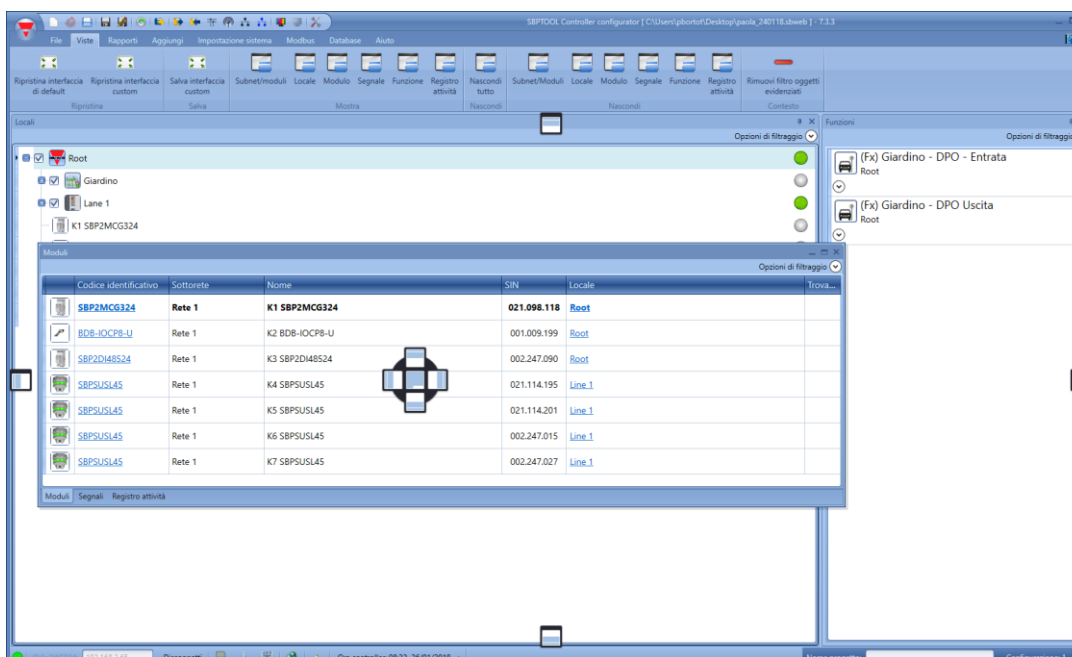 SBPTOOL Controller configurator [ C:\Users\pbortot\Desktop\paola_240118.sbweb ] - 7.3.3
File Viste Rapporti Aggiungi Impostazione sistema Modbus Database Aiuto
Ripristina interfaccia di default
Ripristina interfaccia custom
Salva interfaccia custom
Subnet/moduli Locale Modulo Segnale Funzione Registro attività
Nascondi tutto
Subnet/Moduli Locale Modulo Segnale Funzione Registro attività
Rimuovi filtro oggetti evidenziati
Ripristina Salva Mostra Nascondi Nascondi Contesto
Locali
Opzioni di filtraggio
Root
Giardino
Lane 1
K1 SBP2MCG324
Funzioni
Opzioni di filtraggio
(Fx) Giardino - DPO - Entrata
Root
(Fx) Giardino - DPO Uscita
Root
Moduli
Opzioni di filtraggio
Codice identificativo Sottorete Nome SIN Locale Trova...
SBP2MCG324 Rete 1 K1 SBP2MCG324 021.098.118 Root
BDB-IOCP8-U Rete 1 K2 BDB-IOCP8-U 001.009.199 Root
SBP2DI48524 Rete 1 K3 SBP2DI48524 002.247.090 Root
SBPSUSL45 Rete 1 K4 SBPSUSL45 021.114.195 Line 1
SBPSUSL45 Rete 1 K5 SBPSUSL45 021.114.201 Line 1
SBPSUSL45 Rete 1 K6 SBPSUSL45 002.247.015 Line 1
SBPSUSL45 Rete 1 K7 SBPSUSL45 002.247.027 Line 1
Moduli Segnali Registro attività